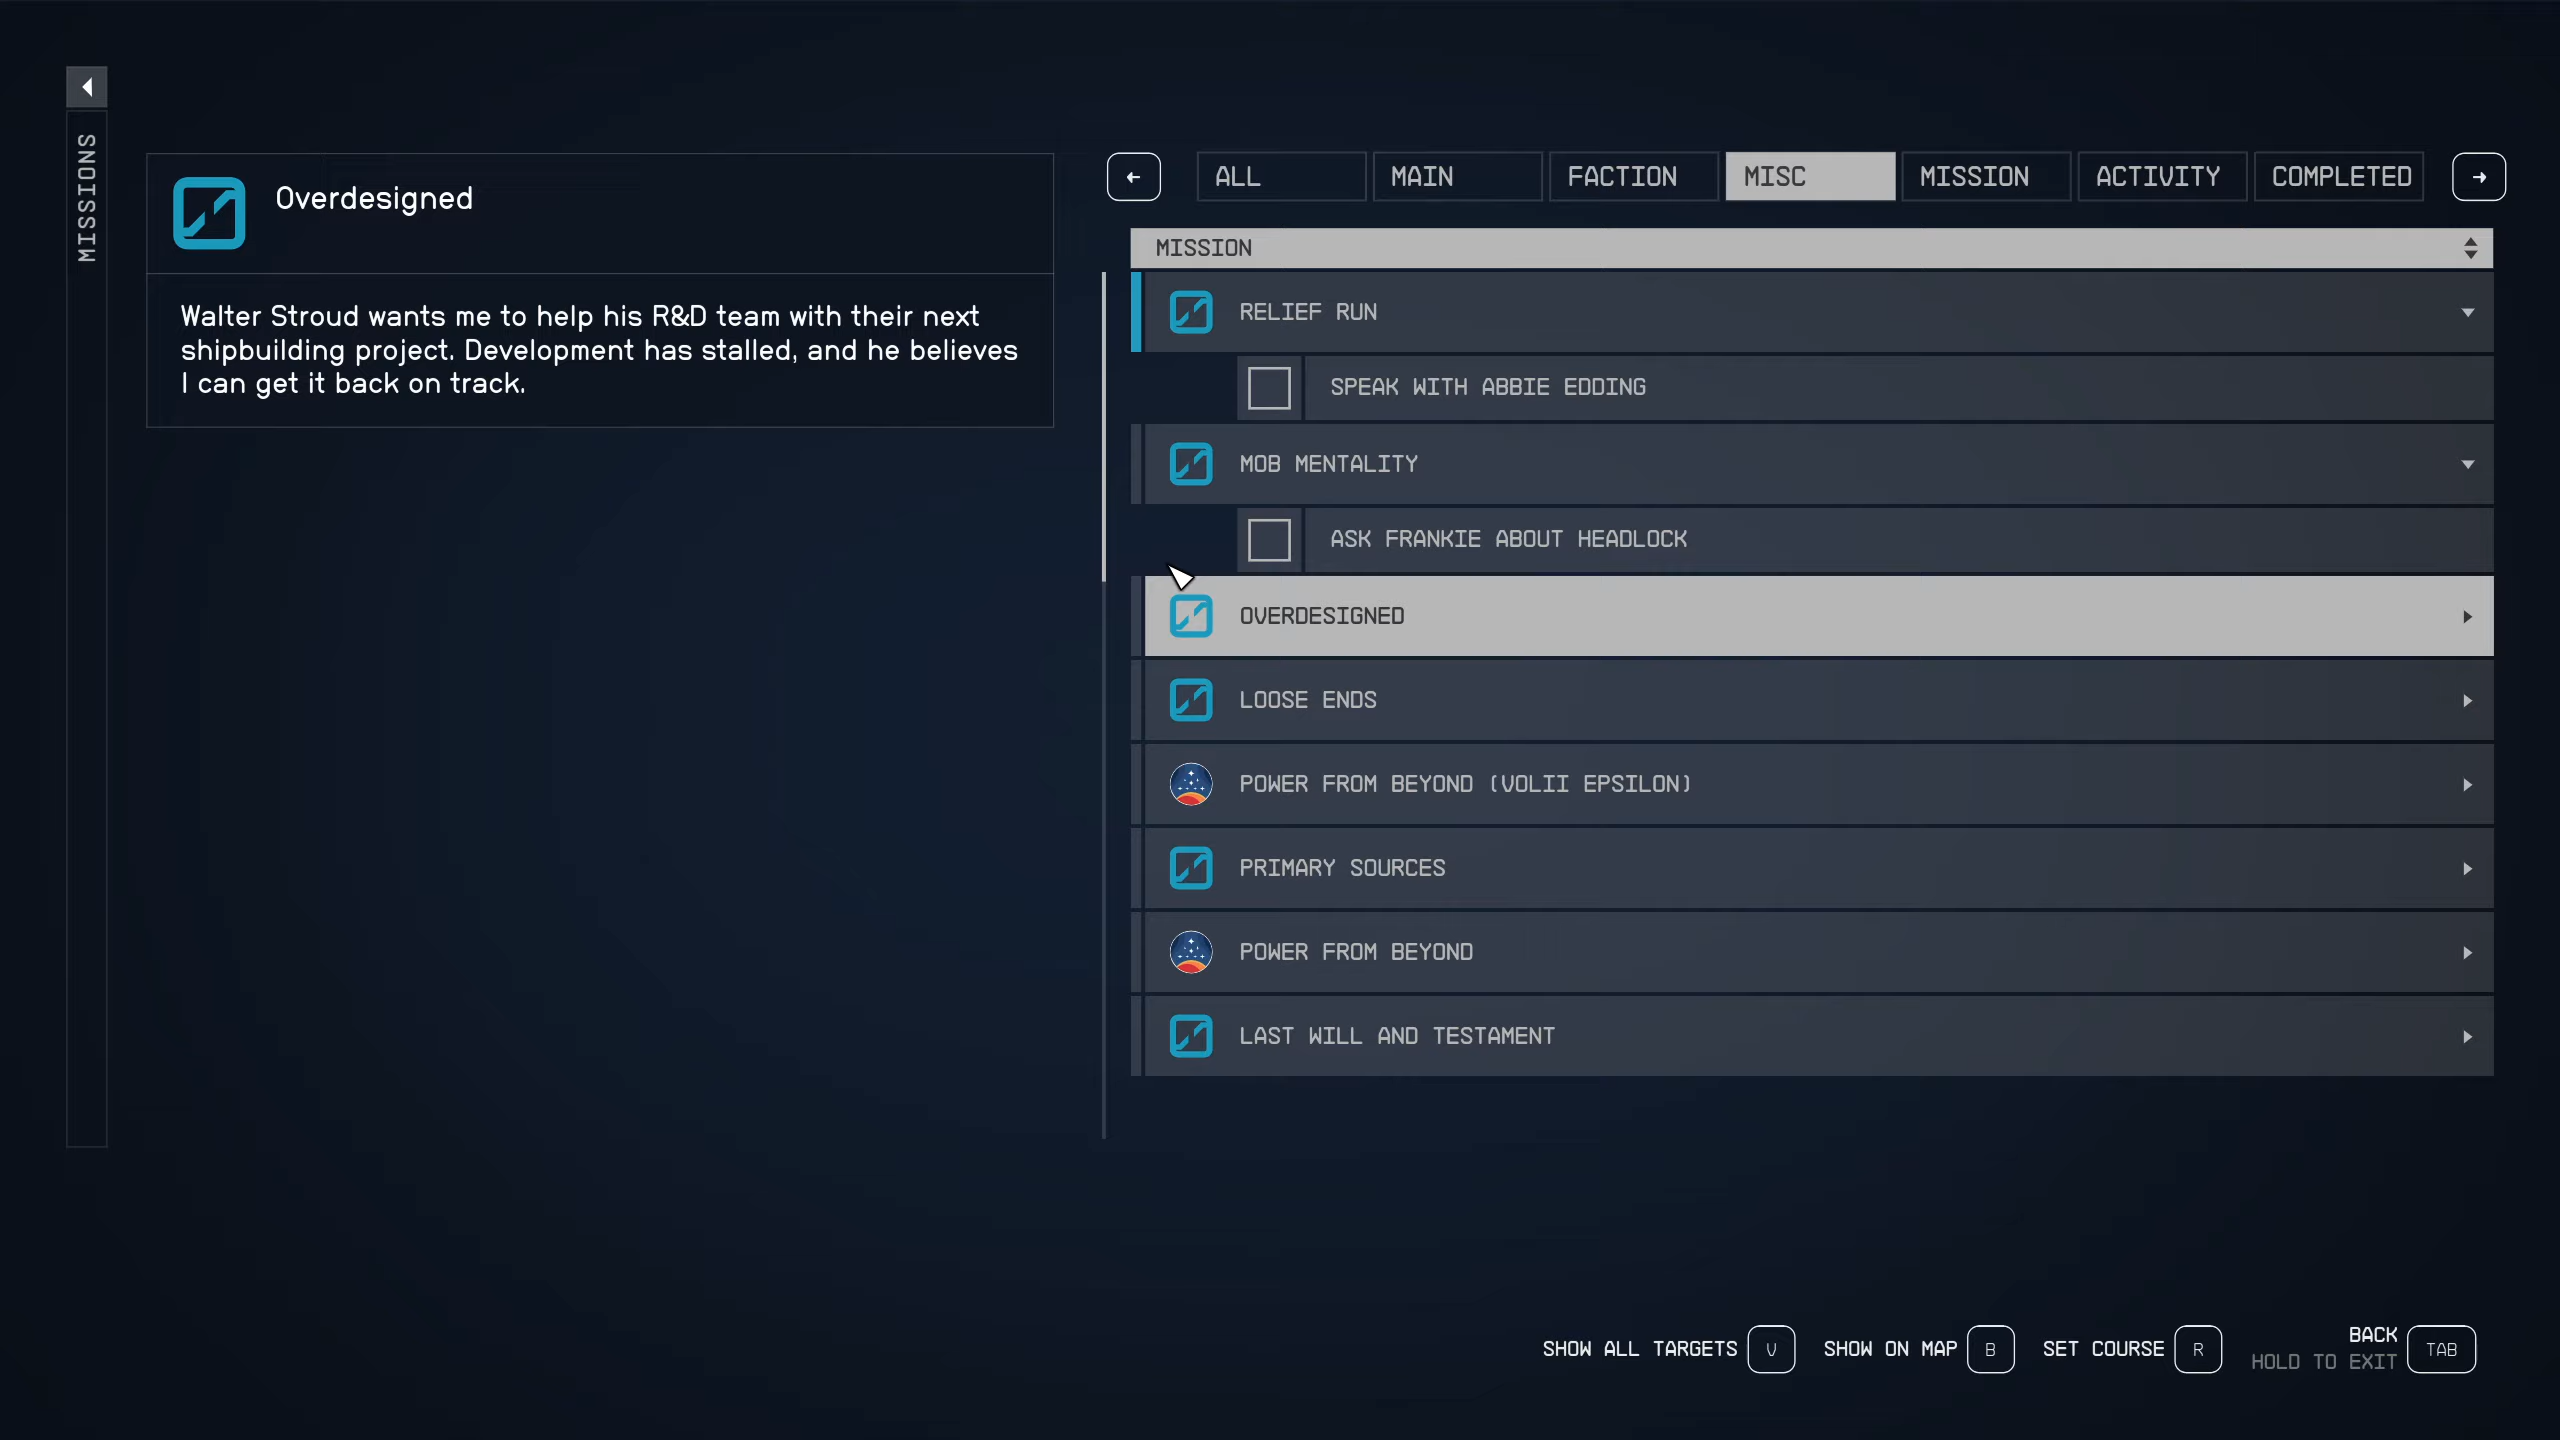 MISSIONS
Overdesigned
Walter Stroud wants me to help his R&D team with their next
shipbuilding project. Development has stalled, and he believes
I can get it back on track.
ALL
MAIN
FACTION
MISC
MISSION
ACTIVITY
COMPLETED
MISSION
RELIEF RUN
SPEAK WITH ABBIE EDDING
MOB MENTALITY
ASK FRANKIE ABOUT HEADLOCK
OVERDESIGNED
LOOSE ENDS
POWER FROM BEYOND (VOLII EPSILON)
PRIMARY SOURCES
POWER FROM BEYOND
LAST WILL AND TESTAMENT
SHOW ALL TARGETS V
SHOW ON MAP B
SET COURSE R
BACK
HOLD TO EXIT
TAB